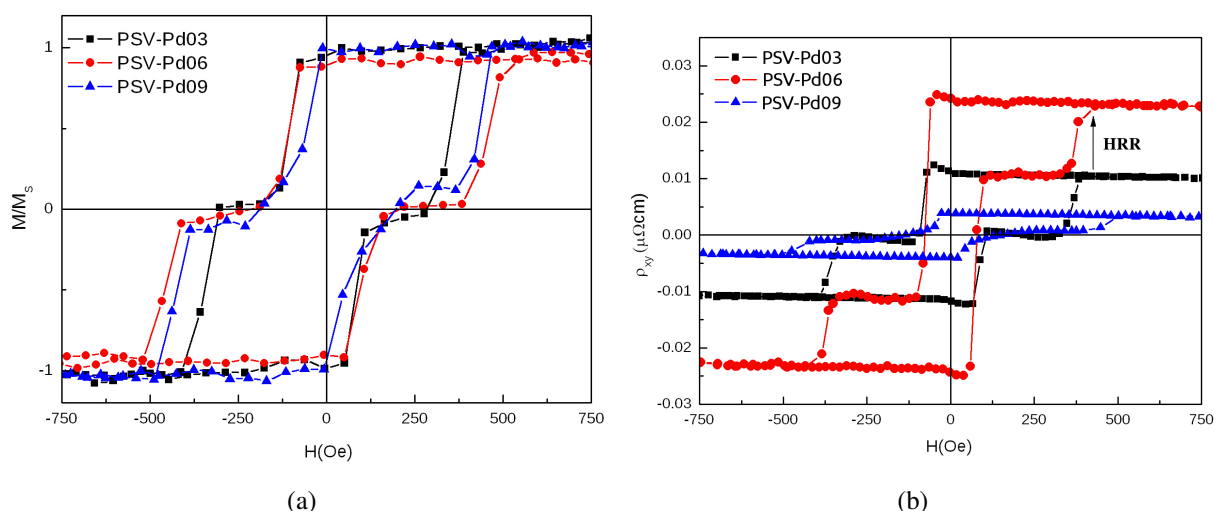 PSV-Pd03
PSV-Pd06
PSV-Pd09
1
0
-1
M/Ms
-750 -500 -250 0 250 500 750
H(Oe)
(a)
PSV-Pd03
PSV-Pd06
PSV-Pd09
0.03
0.02
0.01
0.00
-0.01
-0.02
-0.03
ρxy (μΩcm)
HRR
-750 -500 -250 0 250 500 750
H(Oe)
(b)